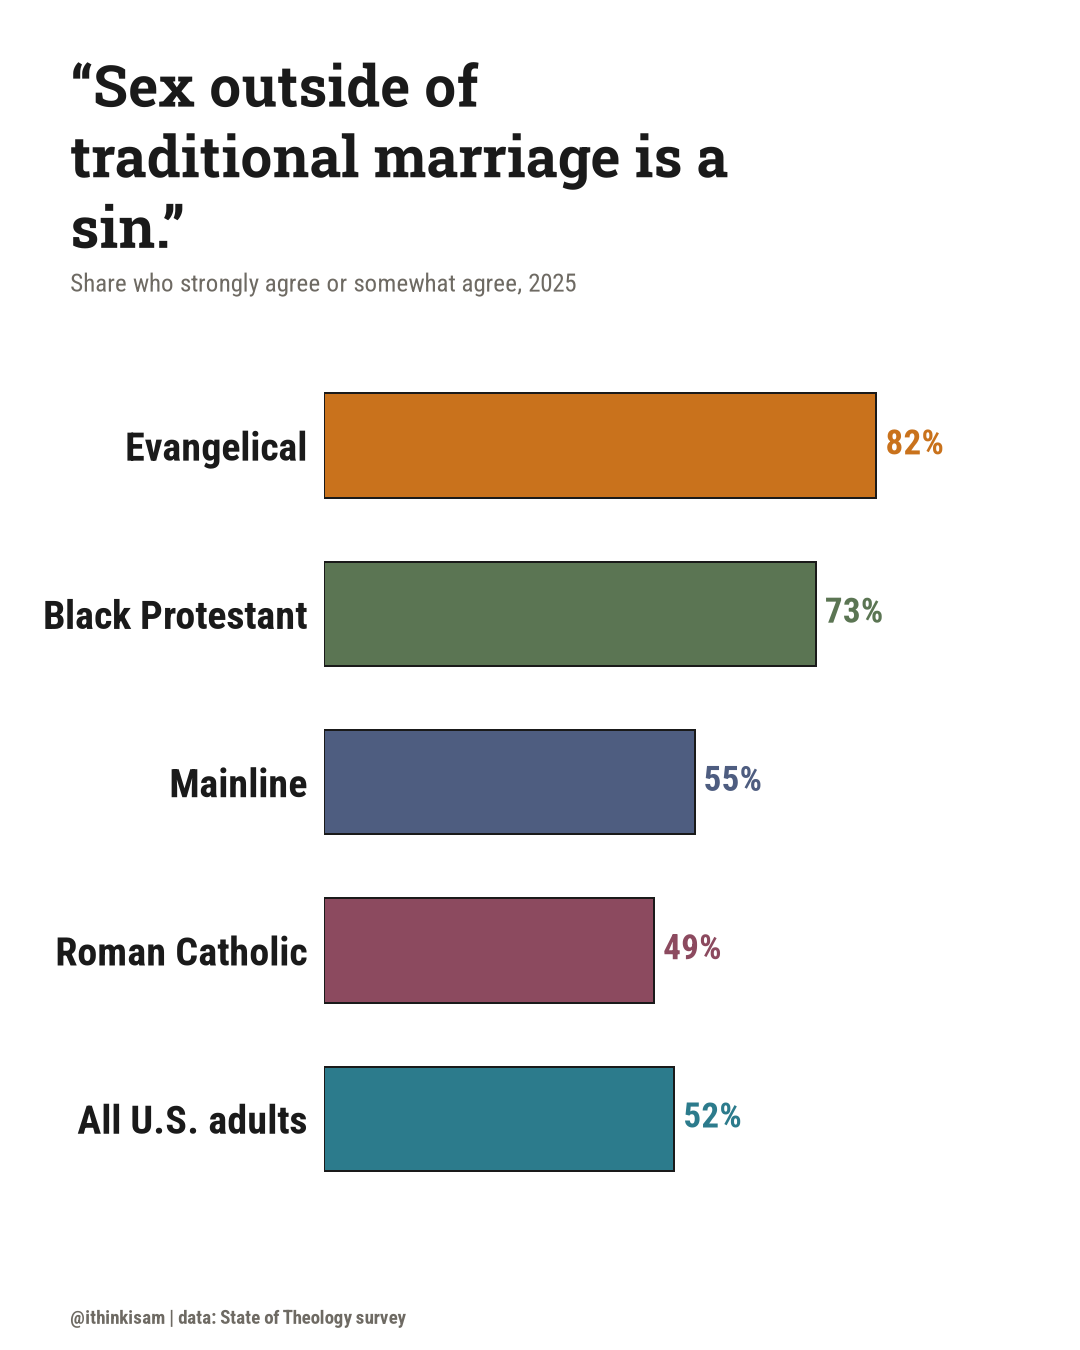 “Sex outside of
traditional marriage is a
sin.”
Share who strongly agree or somewhat agree, 2025
Evangelical 82%
Black Protestant 73%
Mainline 55%
Roman Catholic 49%
All U.S. adults 52%
@ithinkisam | data: State of Theology survey